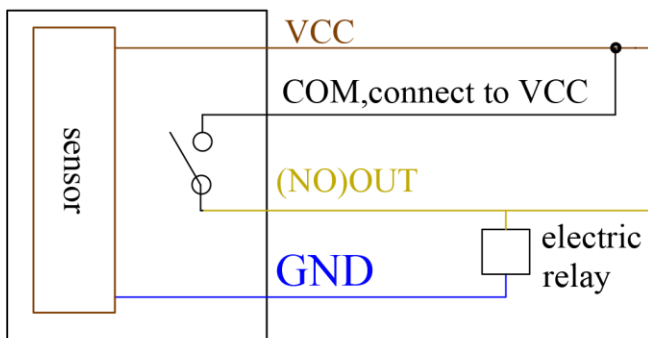 VCC
COM,connect to VCC
sensor
(NO)OUT
electric
relay
GND